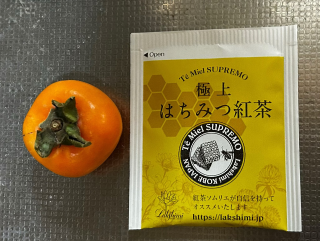 ◀Open
Té Miel SUPREMO
極上
はちみつ紅茶
Té Miel SUPREMO
Lakshimi KOBE JAPAN
Lakshimi
紅茶ソムリエが自信を持って
オススメいたします
https://lakshimi.jp